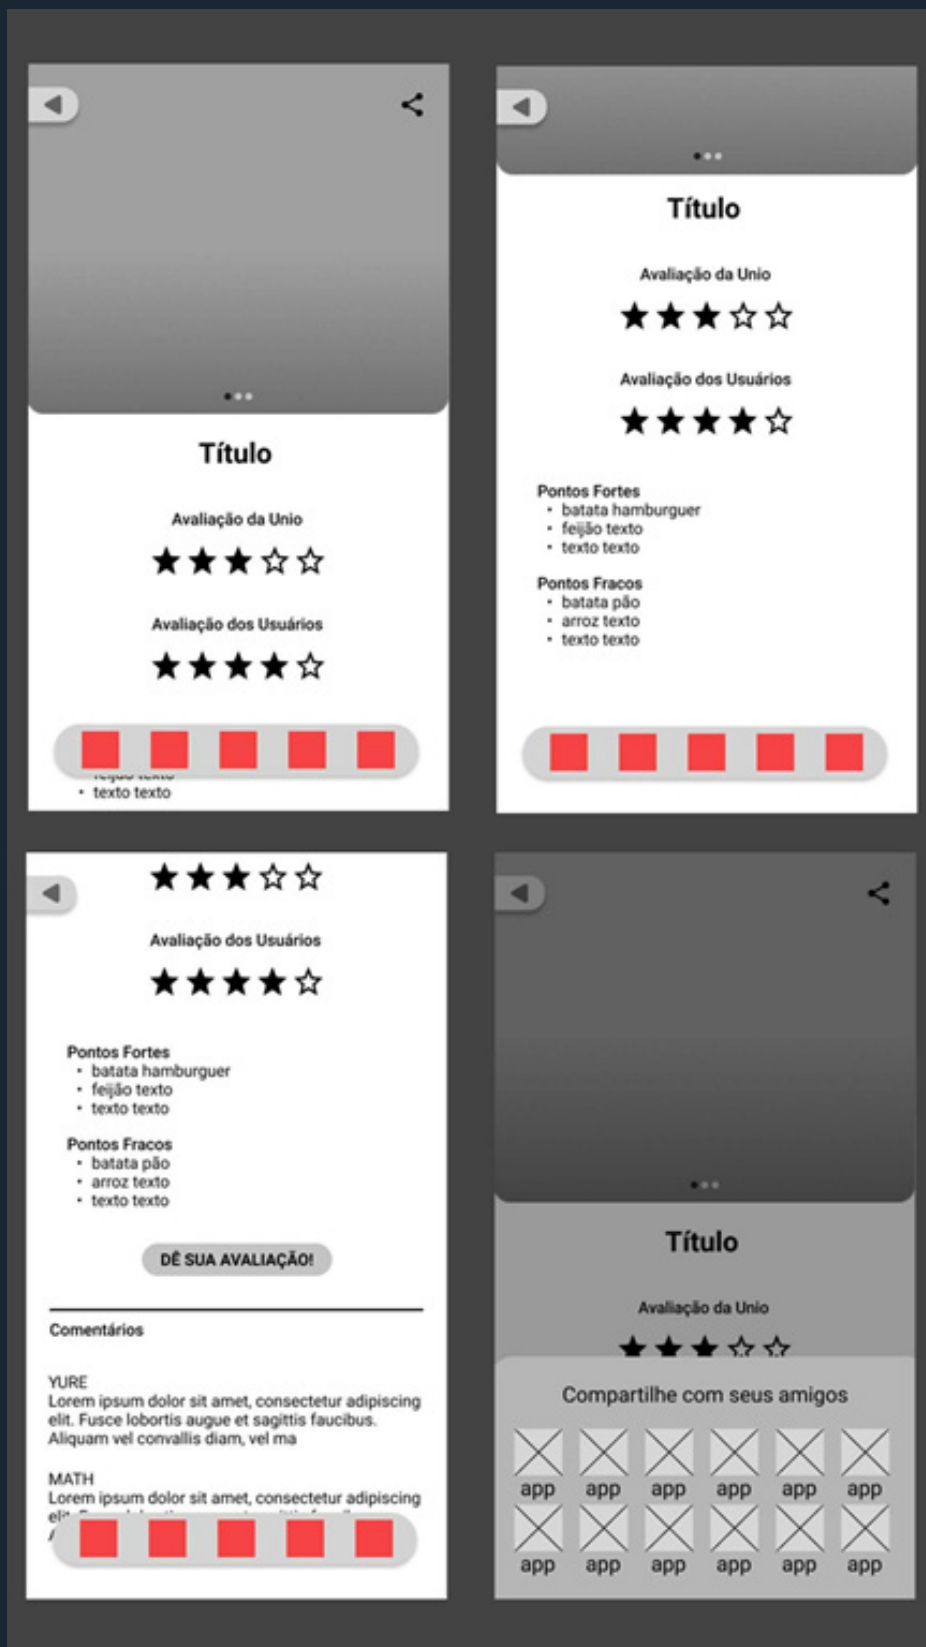 Título
Avaliação da Unio
Avaliação dos Usuários
feijão texto
• texto texto
Título
Avaliação da Unio
Avaliação dos Usuários
Pontos Fortes
• batata hamburguer
• feijão texto
• texto texto
Pontos Fracos
• batata pão
• arroz texto
• texto texto
Avaliação dos Usuários
Pontos Fortes
• batata hamburguer
• feijão texto
• texto texto
Pontos Fracos
• batata pão
• arroz texto
• texto texto
DÊ SUA AVALIAÇÃO!
Comentários
YURE
Lorem ipsum dolor sit amet, consectetur adipiscing
elit. Fusce lobortis augue et sagittis faucibus.
Aliquam vel convallis diam, vel ma
MATH
Lorem ipsum dolor sit amet, consectetur adipiscing
Título
Avaliação da Unio
Compartilhe com seus amigos
app app app app app app
app app app app app app